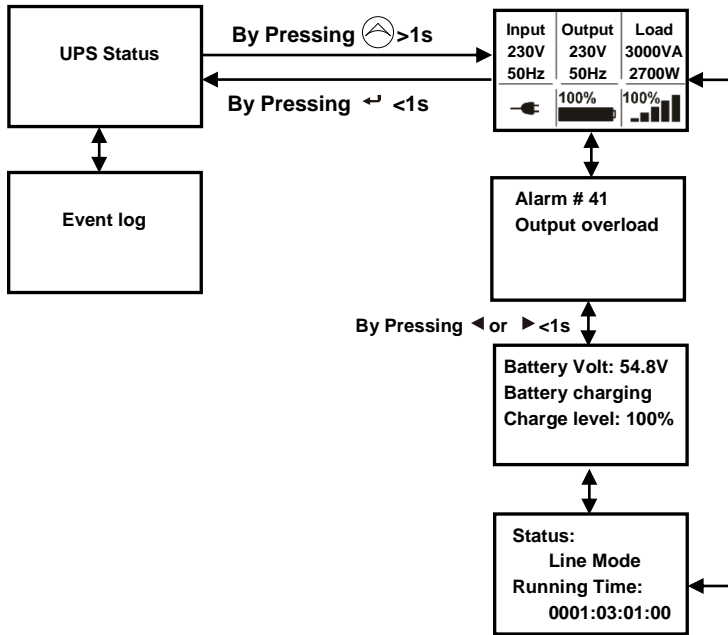 UPS Status
By Pressing >1s
By Pressing <1s
Event log
Input Output Load
230V 230V 3000VA
50Hz 50Hz 2700W
100% 100%
Alarm # 41
Output overload
By Pressing or <1s
Battery Volt: 54.8V
Battery charging
Charge level: 100%
Status:
Line Mode
Running Time:
0001:03:01:00